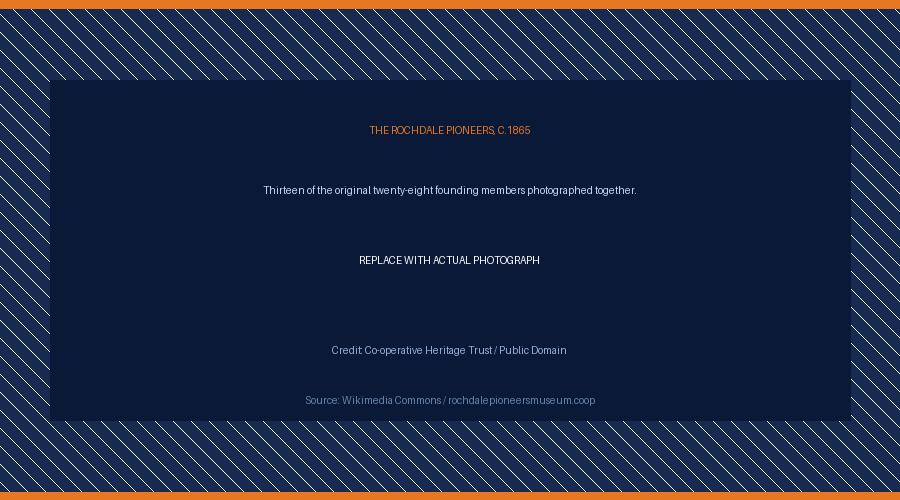 THE ROCHDALE PIONEERS, C.1865
Thirteen of the original twenty-eight founding members photographed together.
REPLACE WITH ACTUAL PHOTOGRAPH
Credit: Co-operative Heritage Trust / Public Domain
Source: Wikimedia Commons / rochdalepioneersmuseum.coop